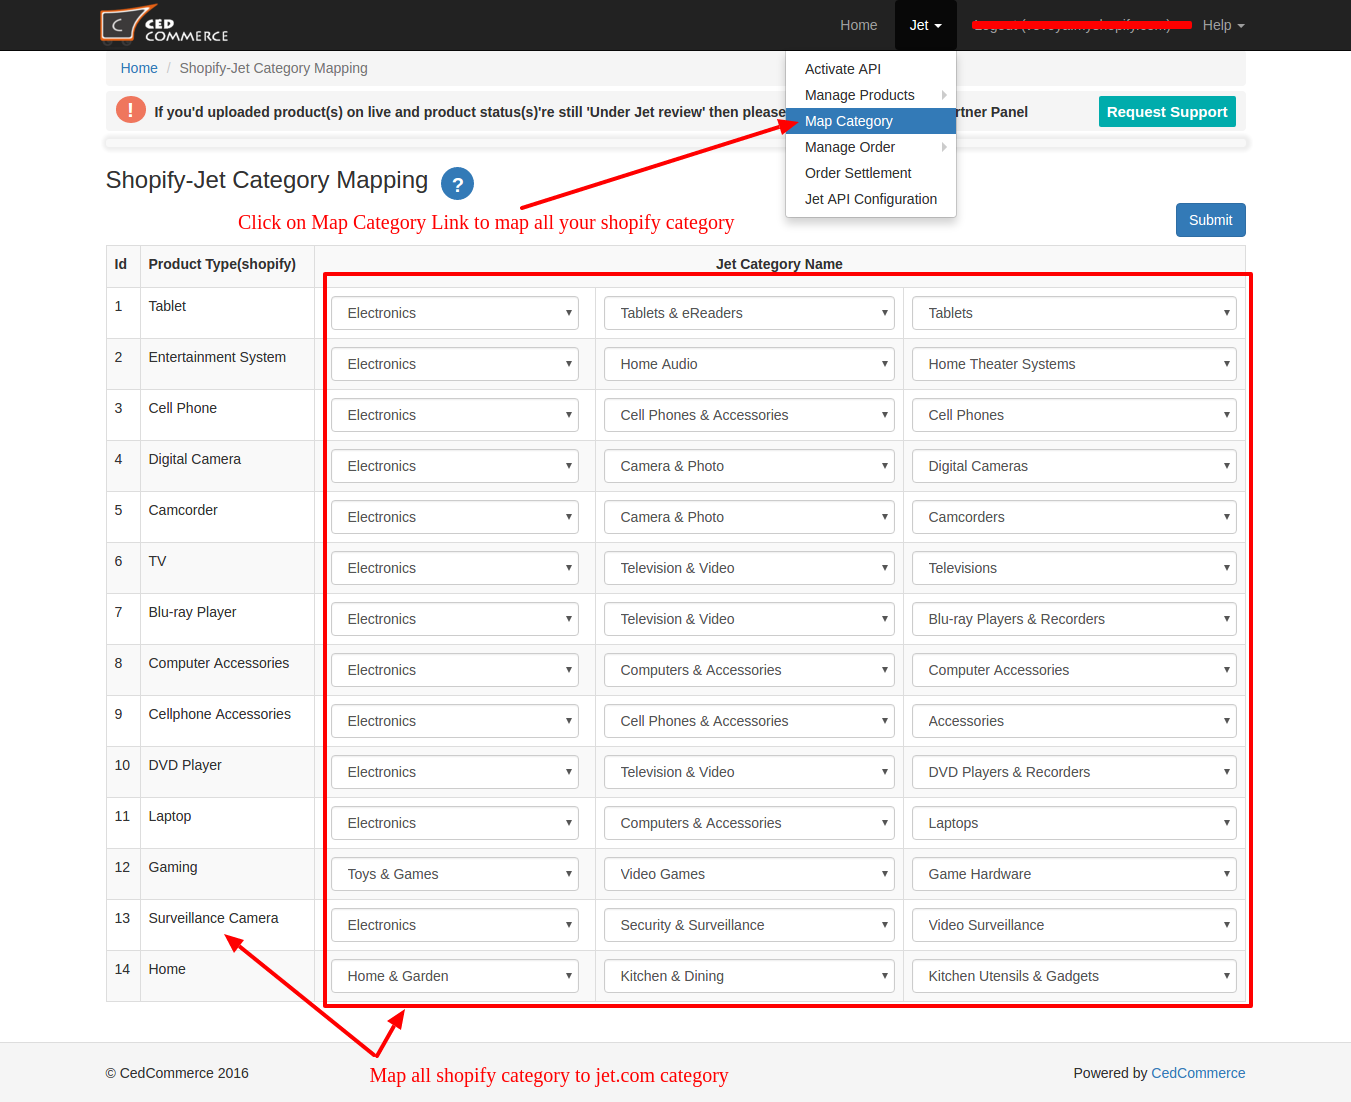 CED
COMMERCE
Home
Jet
Help
Home / Shopify-Jet Category Mapping
Activate API
Manage Products
Map Category
Manage Order
Order Settlement
Jet API Configuration
! If you'd uploaded product(s) on live and product status(s)'re still 'Under Jet review' then please
rtner Panel
Request Support
Shopify-Jet Category Mapping ?
Click on Map Category Link to map all your shopify category
Submit
Id Product Type(shopify) Jet Category Name
1 Tablet Electronics Tablets & eReaders Tablets
2 Entertainment System Electronics Home Audio Home Theater Systems
3 Cell Phone Electronics Cell Phones & Accessories Cell Phones
4 Digital Camera Electronics Camera & Photo Digital Cameras
5 Camcorder Electronics Camera & Photo Camcorders
6 TV Electronics Television & Video Televisions
7 Blu-ray Player Electronics Television & Video Blu-ray Players & Recorders
8 Computer Accessories Electronics Computers & Accessories Computer Accessories
9 Cellphone Accessories Electronics Cell Phones & Accessories Accessories
10 DVD Player Electronics Television & Video DVD Players & Recorders
11 Laptop Electronics Computers & Accessories Laptops
12 Gaming Toys & Games Video Games Game Hardware
13 Surveillance Camera Electronics Security & Surveillance Video Surveillance
14 Home Home & Garden Kitchen & Dining Kitchen Utensils & Gadgets
© CedCommerce 2016
Map all shopify category to jet.com category
Powered by CedCommerce